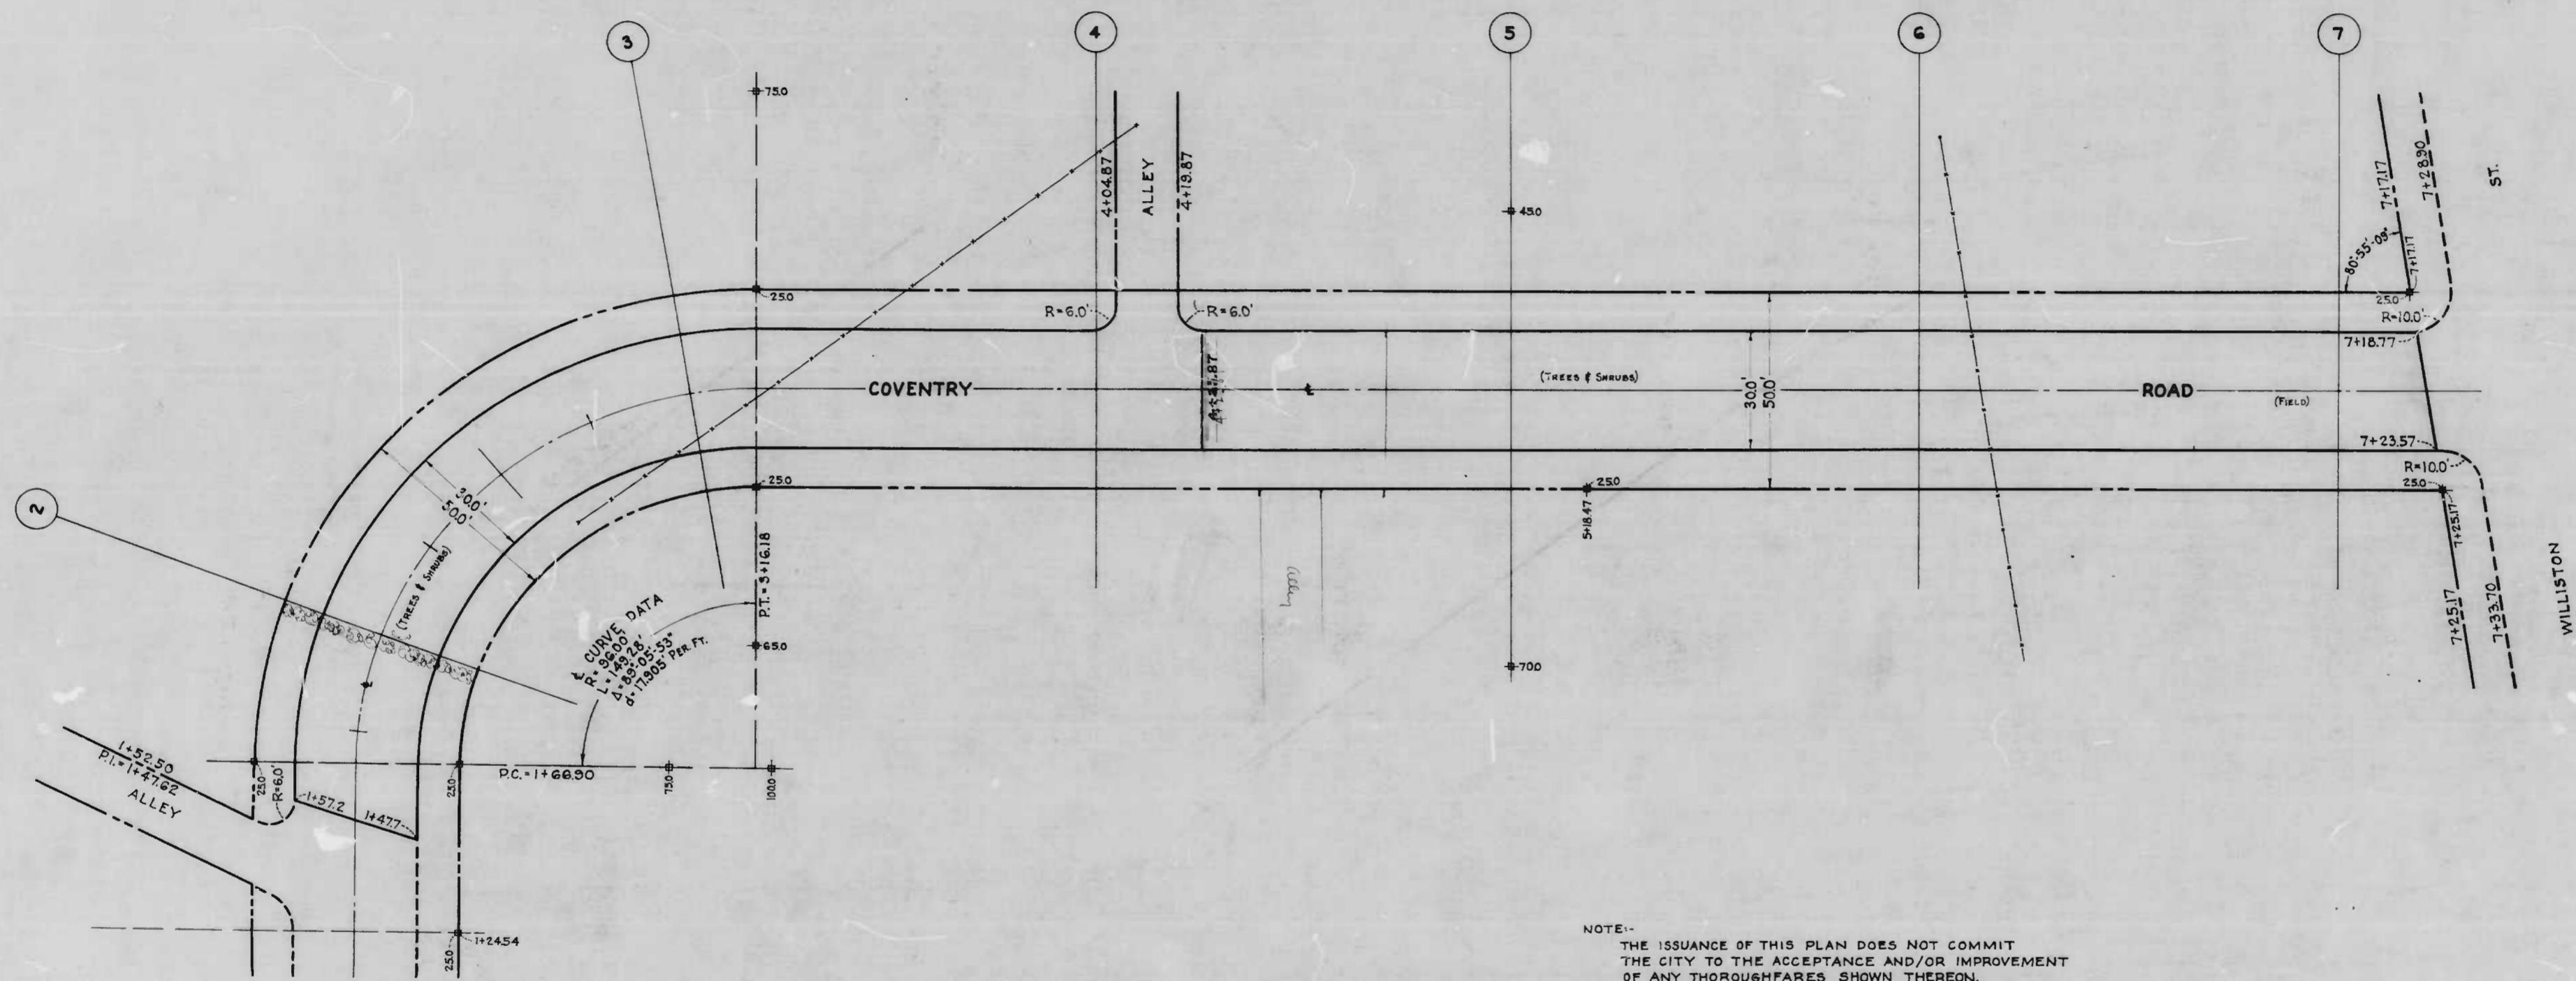 2
3
4
5
6
7
75.0
25.0
4+04.87
ALLEY
4+19.87
R=6.0'
R=6.0'
45.0
7+17.17
7+28.90
ST.
80°-55'-09"
7+17.17
25.0
R=10.0'
7+18.77
COVENTRY
℄
(TREES & SHRUBS)
30.0'
50.0'
ROAD
(FIELD)
7+23.57
R=10.0'
25.0
7+25.17
7+25.17
7+33.70
WILLISTON
25.0
5+18.47
25.0
70.0
Alley
30.0'
50.0'
(TREES & SHRUBS)
P.T. = 3+16.18
65.0
℄ CURVE DATA
R = 96.00'
L = 149.28'
Δ = 89°-05'-53"
d = 17.905' PER FT.
P.C. = 1+66.90
75.0
100.0
1+52.50
P.I. = 1+47.62
ALLEY
25.0
R=6.0'
25.0
1+57.2
1+47.7
1+24.54
25.0
NOTE:-
THE ISSUANCE OF THIS PLAN DOES NOT COMMIT
THE CITY TO THE ACCEPTANCE AND/OR IMPROVEMENT
OF ANY THOROUGHFARES SHOWN THEREON.